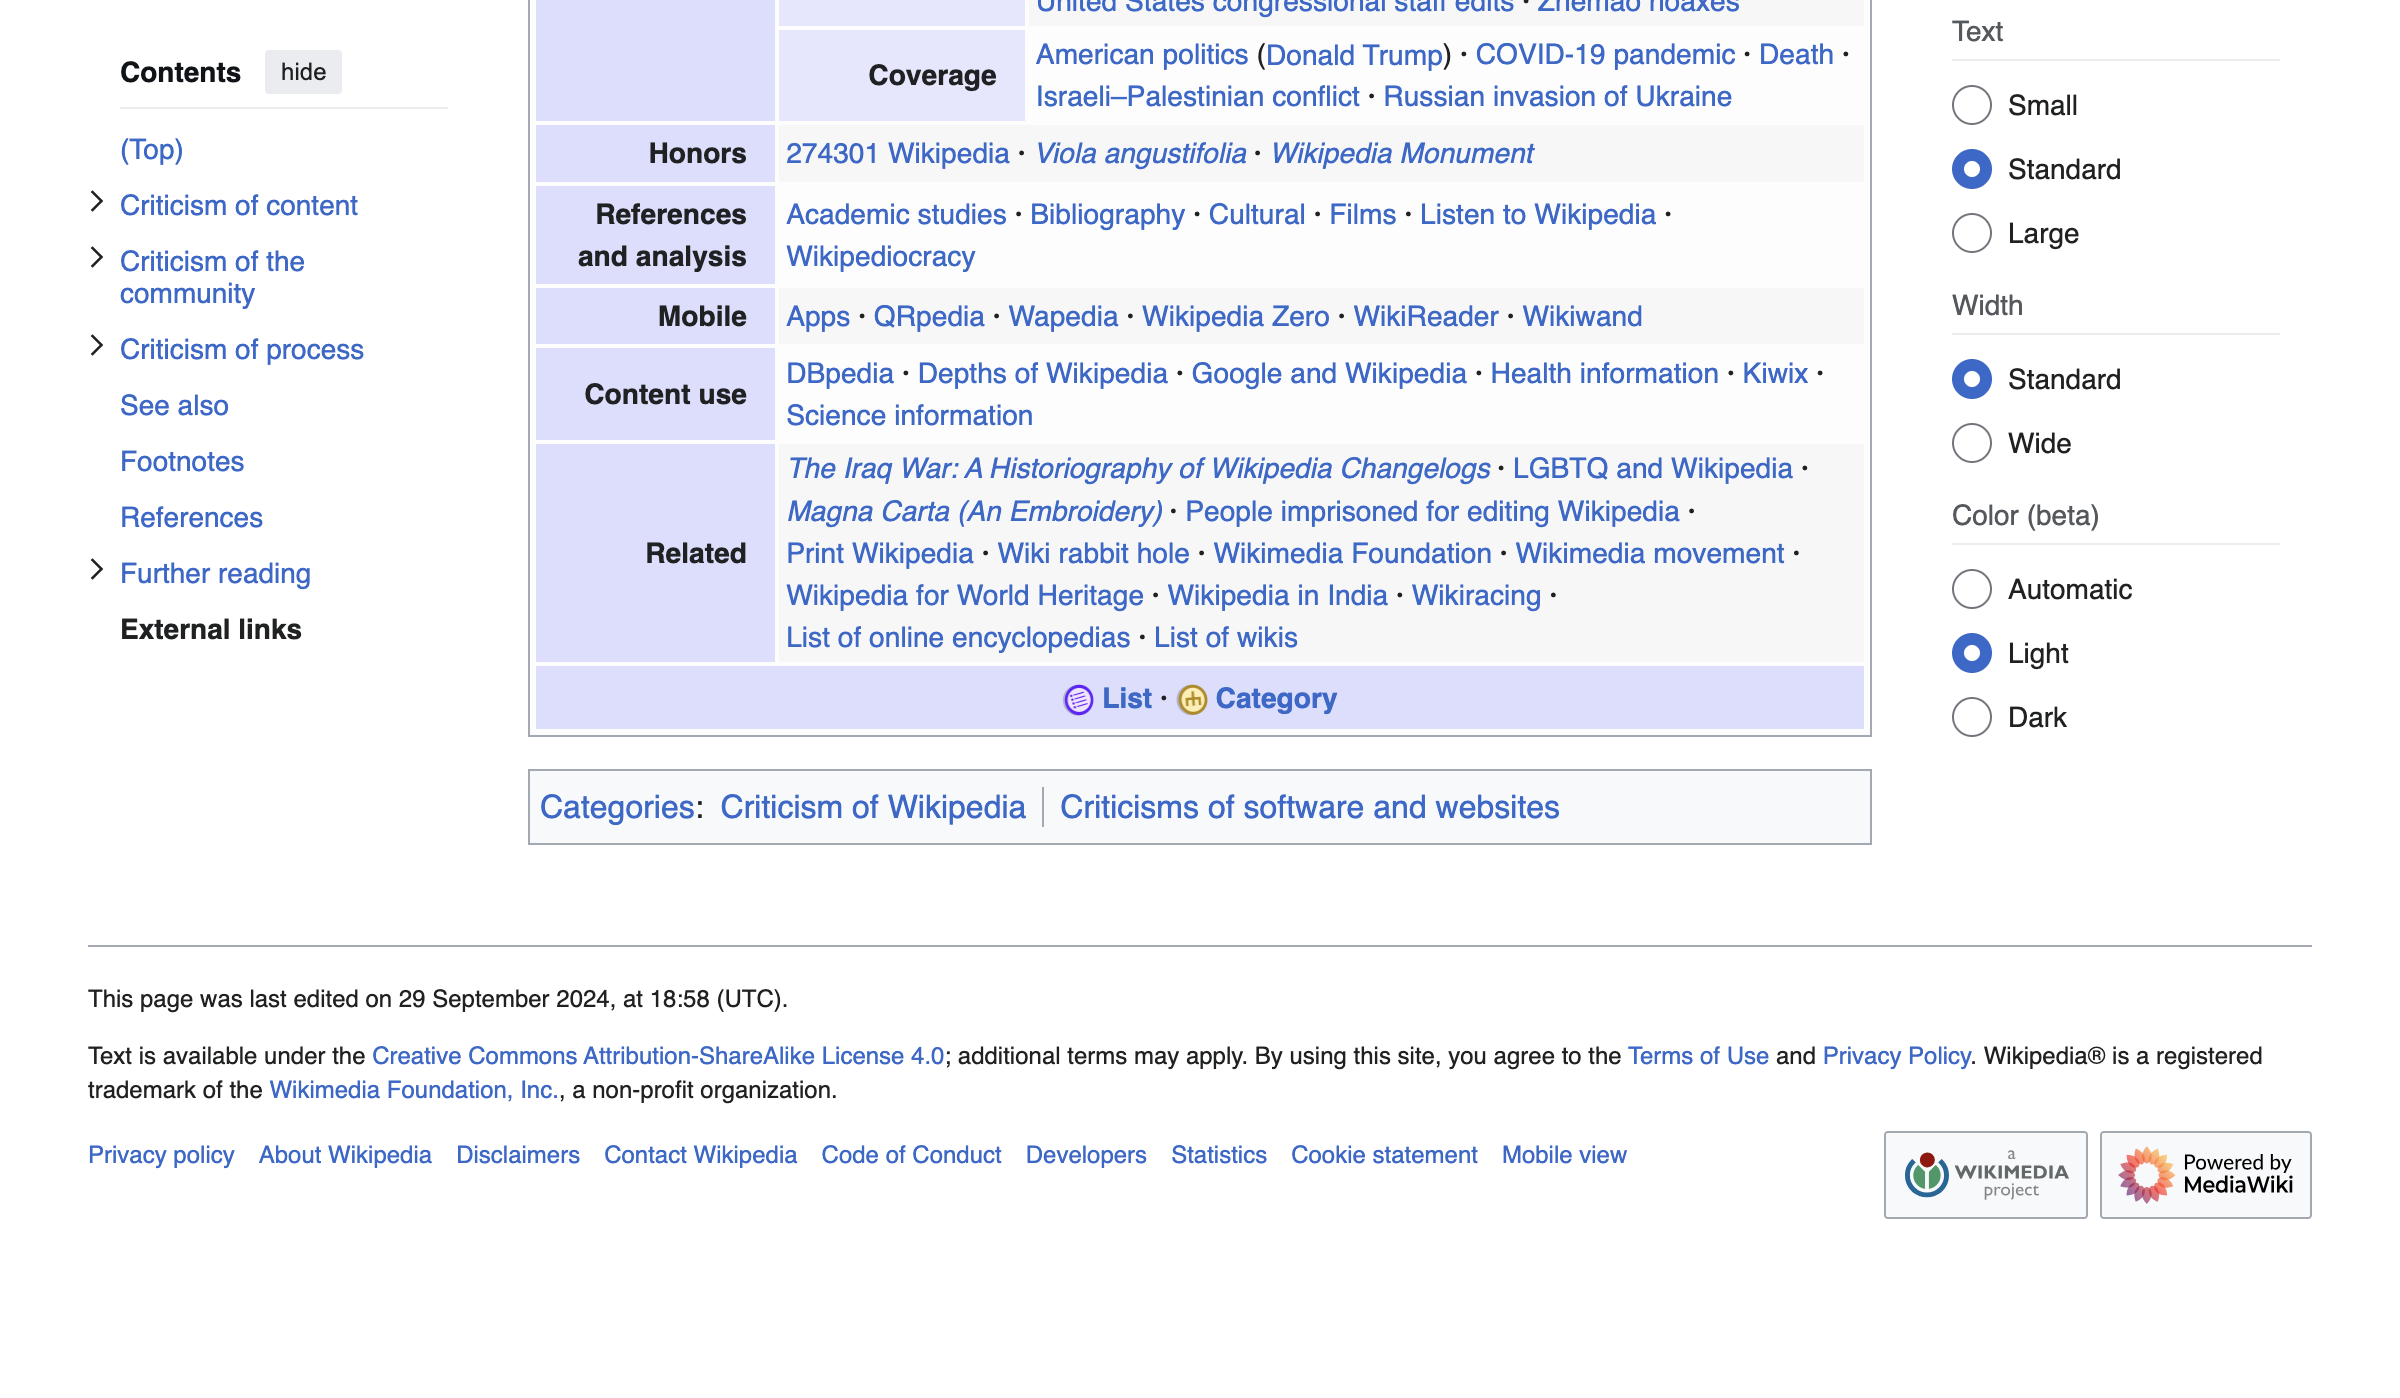 Contents hide
(Top)
Criticism of content
Criticism of the
community
Criticism of process
See also
Footnotes
References
Further reading
External links
United States congressional staff edits · Zhemao hoaxes
Coverage
American politics (Donald Trump) · COVID-19 pandemic · Death ·
Israeli–Palestinian conflict · Russian invasion of Ukraine
Honors
274301 Wikipedia · Viola angustifolia · Wikipedia Monument
References
and analysis
Academic studies · Bibliography · Cultural · Films · Listen to Wikipedia ·
Wikipediocracy
Mobile
Apps · QRpedia · Wapedia · Wikipedia Zero · WikiReader · Wikiwand
Content use
DBpedia · Depths of Wikipedia · Google and Wikipedia · Health information · Kiwix ·
Science information
Related
The Iraq War: A Historiography of Wikipedia Changelogs · LGBTQ and Wikipedia ·
Magna Carta (An Embroidery) · People imprisoned for editing Wikipedia ·
Print Wikipedia · Wiki rabbit hole · Wikimedia Foundation · Wikimedia movement ·
Wikipedia for World Heritage · Wikipedia in India · Wikiracing ·
List of online encyclopedias · List of wikis
List · Category
Categories: Criticism of Wikipedia | Criticisms of software and websites
Text
Small
Standard
Large
Width
Standard
Wide
Color (beta)
Automatic
Light
Dark
This page was last edited on 29 September 2024, at 18:58 (UTC).
Text is available under the Creative Commons Attribution-ShareAlike License 4.0; additional terms may apply. By using this site, you agree to the Terms of Use and Privacy Policy. Wikipedia® is a registered
trademark of the Wikimedia Foundation, Inc., a non-profit organization.
Privacy policy About Wikipedia Disclaimers Contact Wikipedia Code of Conduct Developers Statistics Cookie statement Mobile view
a
WIKIMEDIA
project
Powered by
MediaWiki